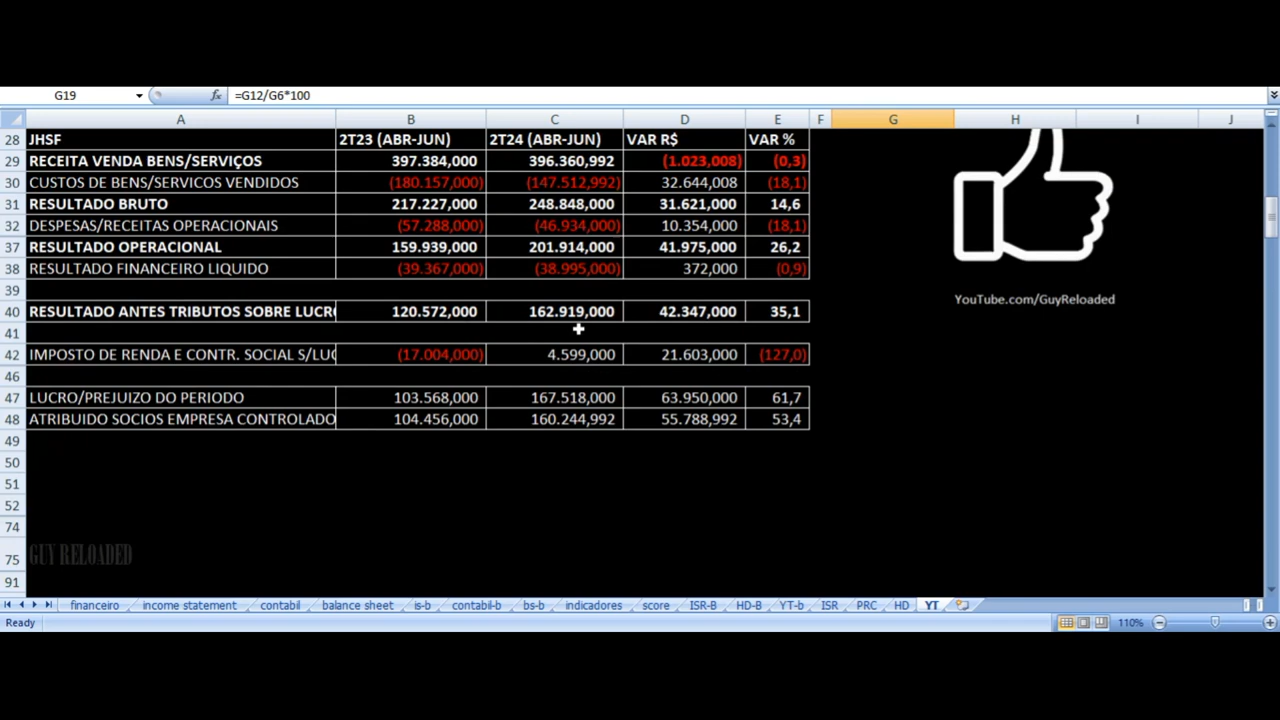 G19 fx =G12/G6*100
A B C D E F G H I J
28 JHSF 2T23 (ABR-JUN) 2T24 (ABR-JUN) VAR R$ VAR %
29 RECEITA VENDA BENS/SERVIÇOS 397.384,000 396.360,992 (1.023,008) (0,3)
30 CUSTOS DE BENS/SERVICOS VENDIDOS (180.157,000) (147.512,992) 32.644,008 (18,1)
31 RESULTADO BRUTO 217.227,000 248.848,000 31.621,000 14,6
32 DESPESAS/RECEITAS OPERACIONAIS (57.288,000) (46.934,000) 10.354,000 (18,1)
37 RESULTADO OPERACIONAL 159.939,000 201.914,000 41.975,000 26,2
38 RESULTADO FINANCEIRO LIQUIDO (39.367,000) (38.995,000) 372,000 (0,9)
39
40 RESULTADO ANTES TRIBUTOS SOBRE LUCRO 120.572,000 162.919,000 42.347,000 35,1
41
42 IMPOSTO DE RENDA E CONTR. SOCIAL S/LUC (17.004,000) 4.599,000 21.603,000 (127,0)
46
47 LUCRO/PREJUIZO DO PERIODO 103.568,000 167.518,000 63.950,000 61,7
48 ATRIBUIDO SOCIOS EMPRESA CONTROLADO 104.456,000 160.244,992 55.788,992 53,4
49
50
51
52
74
75 GUY RELOADED
91
YouTube.com/GuyReloaded
financeiro income statement contabil balance sheet is-b contabil-b bs-b indicadores score ISR-B HD-B YT-b ISR PRC HD YT
Ready 110%